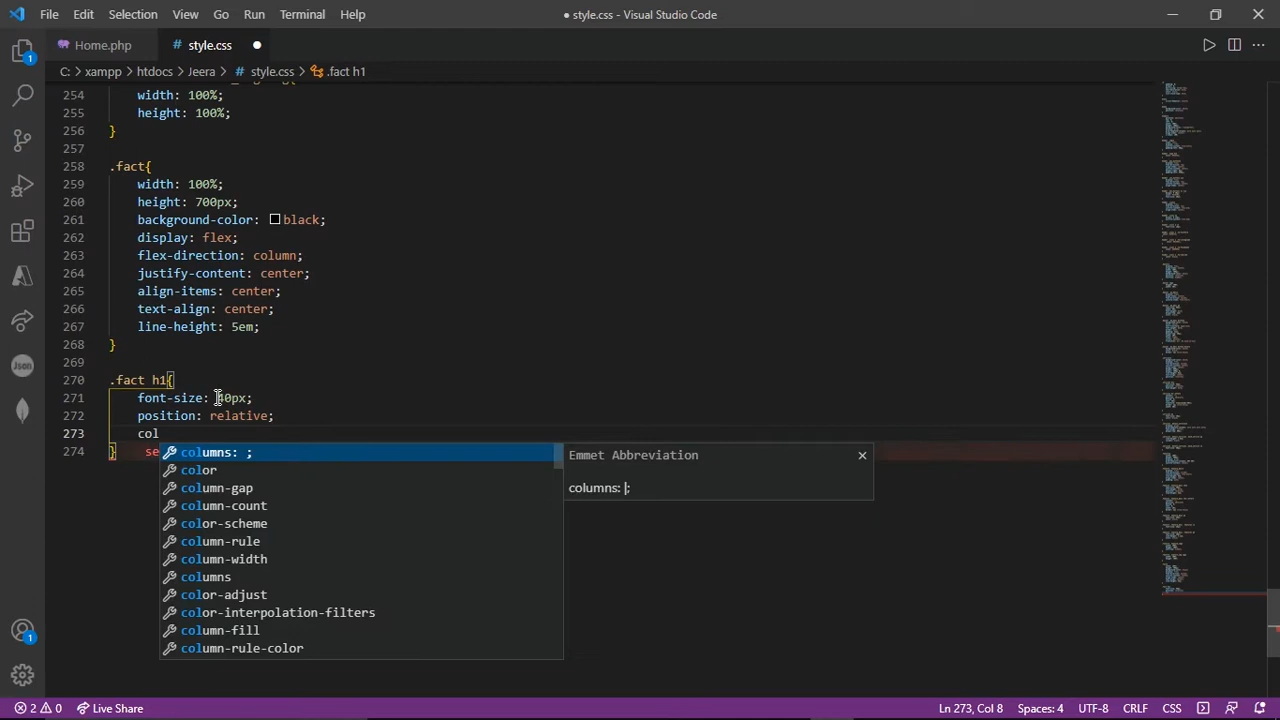 File Edit Selection View Go Run Terminal Help
● style.css - Visual Studio Code
Home.php
style.css
C: > xampp > htdocs > Jeera > style.css > .fact h1
254 width: 100%;
255 height: 100%;
256 }
257
258 .fact{
259 width: 100%;
260 height: 700px;
261 background-color: black;
262 display: flex;
263 flex-direction: column;
264 justify-content: center;
265 align-items: center;
266 text-align: center;
267 line-height: 5em;
268 }
269
270 .fact h1{
271 font-size: 0px;
272 position: relative;
273 col
274 } se
columns: ;
color
column-gap
column-count
color-scheme
column-rule
column-width
columns
color-adjust
color-interpolation-filters
column-fill
column-rule-color
Emmet Abbreviation
columns: |;
1
Json
1
2 0 Live Share
Ln 273, Col 8 Spaces: 4 UTF-8 CRLF CSS